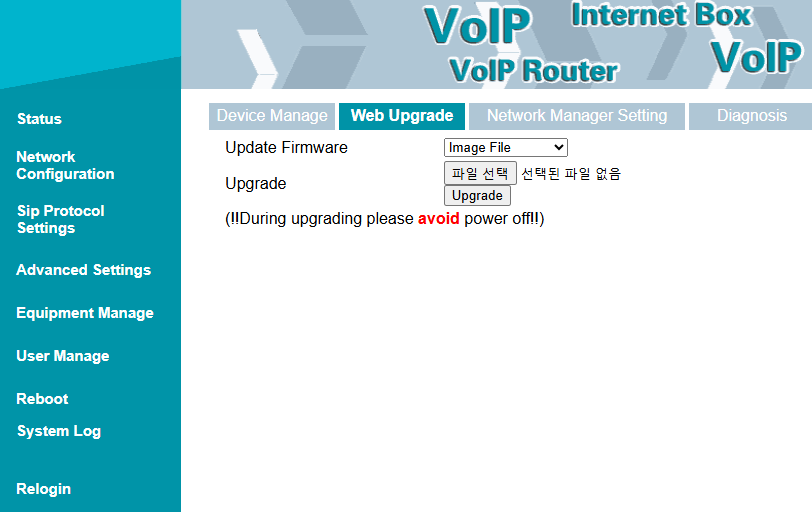 VoIP
Internet Box
VoIP Router
VoIP
Status
Network
Configuration
Sip Protocol
Settings
Advanced Settings
Equipment Manage
User Manage
Reboot
System Log
Relogin
Device Manage Web Upgrade Network Manager Setting Diagnosis
Update Firmware Image File
Upgrade 파일 선택 선택된 파일 없음
Upgrade
(!!During upgrading please avoid power off!!)